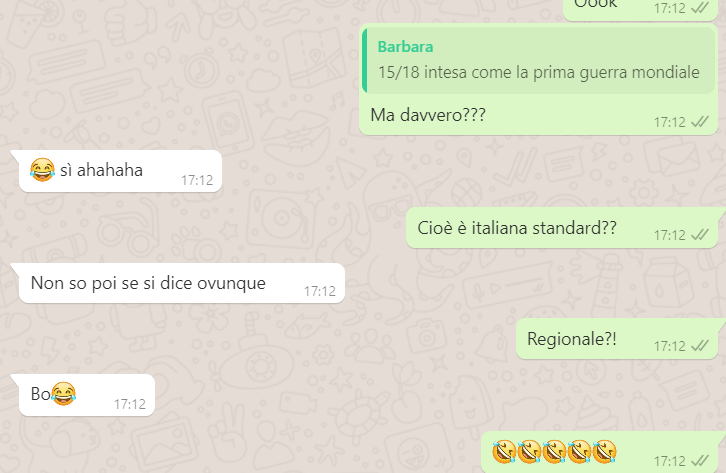 Oook 17:12
Barbara
15/18 intesa come la prima guerra mondiale
Ma davvero???
17:12
😂 sì ahahaha
17:12
Cioè è italiana standard?? 17:12
Non so poi se si dice ovunque 17:12
Regionale?! 17:12
Bo😂 17:12
🤣🤣🤣🤣🤣 17:12